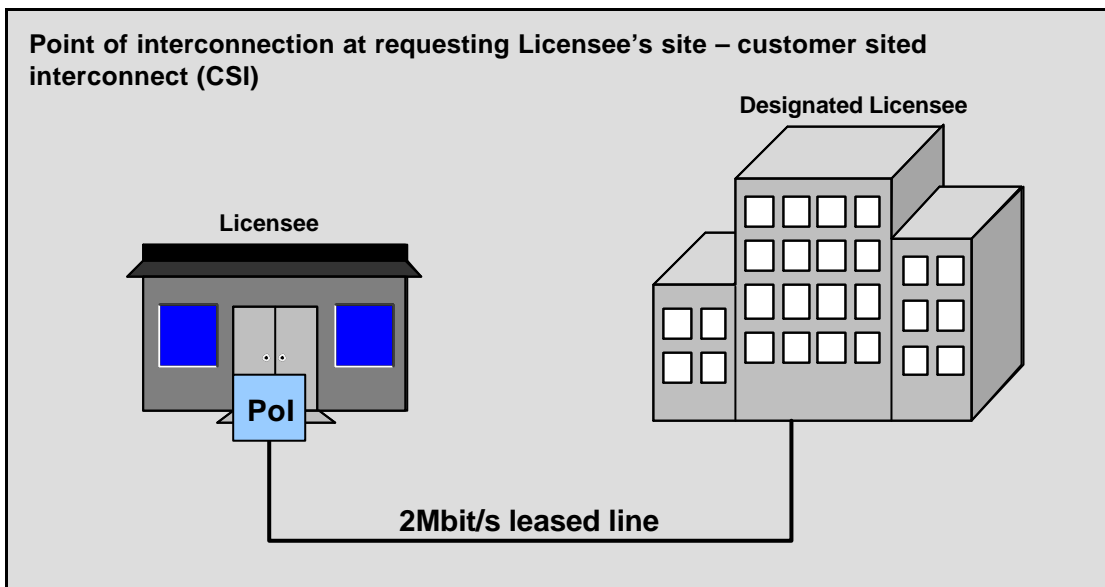 Point of interconnection at requesting Licensee's site – customer sited
interconnect (CSI)
Designated Licensee
Licensee
PoI
2Mbit/s leased line